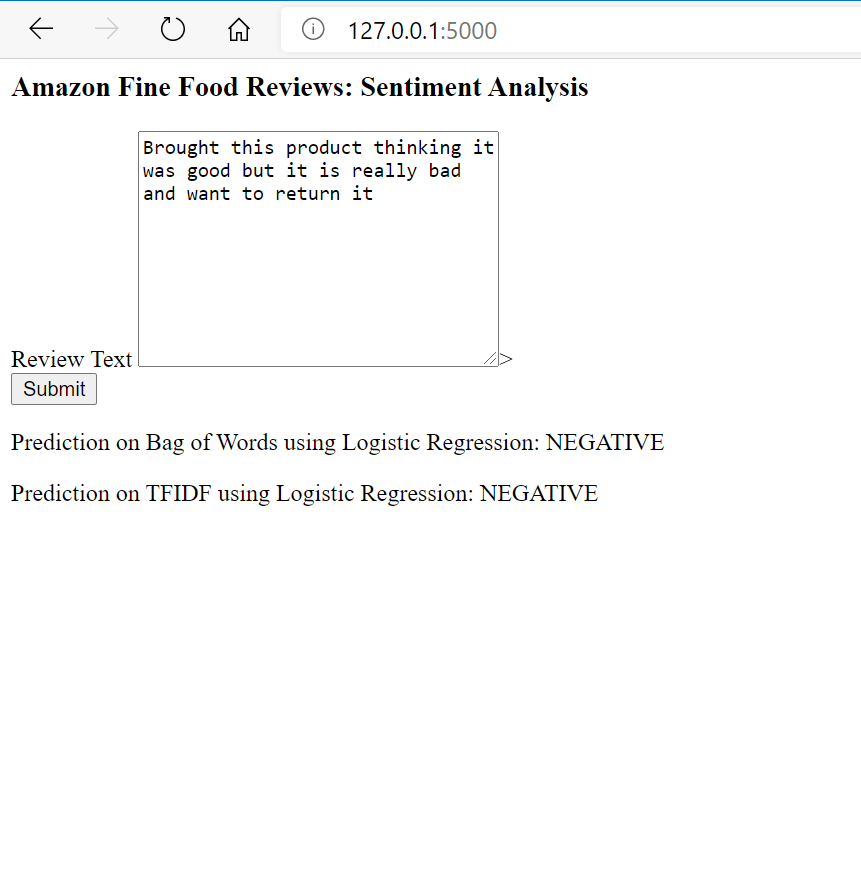 127.0.0.1:5000
Amazon Fine Food Reviews: Sentiment Analysis
Brought this product thinking it
was good but it is really bad
and want to return it
Review Text >
Submit
Prediction on Bag of Words using Logistic Regression: NEGATIVE
Prediction on TFIDF using Logistic Regression: NEGATIVE